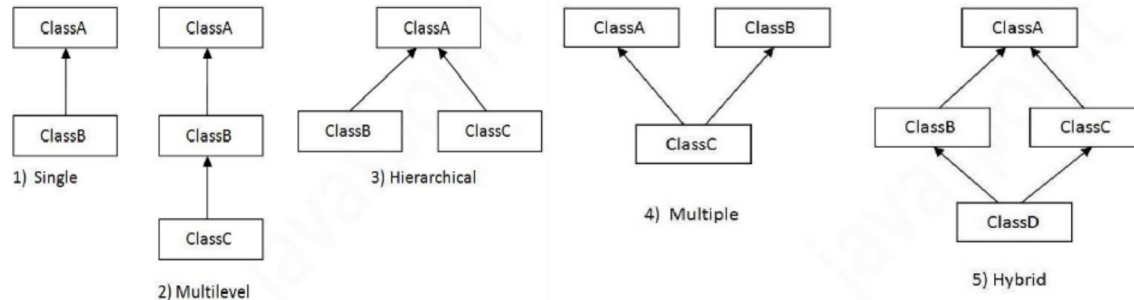 ClassA
ClassB
1) Single
ClassA
ClassB
ClassC
2) Multilevel
ClassA
ClassB
ClassC
3) Hierarchical
ClassA
ClassB
ClassC
4) Multiple
ClassA
ClassB
ClassC
ClassD
5) Hybrid